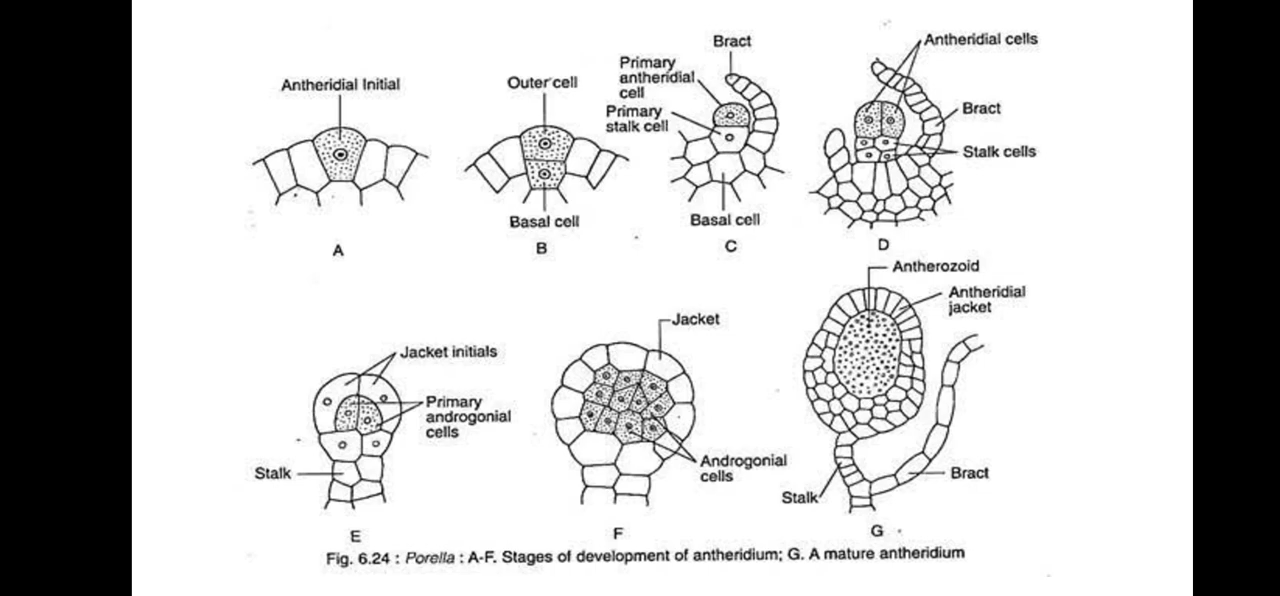 Antheridial Initial
A
Outer cell
Basal cell
B
Bract
Primary
antheridial
cell
Primary
stalk cell
Basal cell
C
Antheridial cells
Bract
Stalk cells
D
Jacket initials
Primary
androgonial
cells
Stalk
E
Jacket
Androgonial
cells
F
Antherozoid
Antheridial
jacket
Stalk
Bract
G
Fig. 6.24 : Porella : A-F. Stages of development of antheridium; G. A mature antheridium